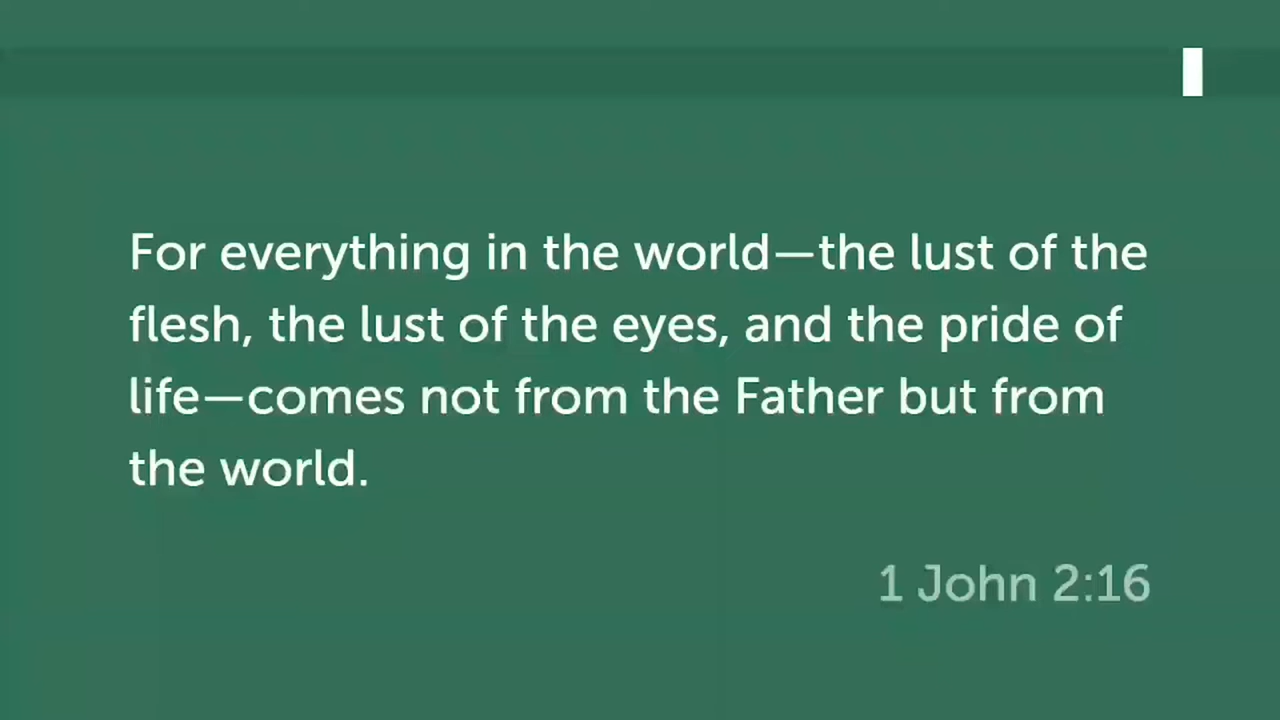 For everything in the world—the lust of the
flesh, the lust of the eyes, and the pride of
life—comes not from the Father but from
the world.
1 John 2:16